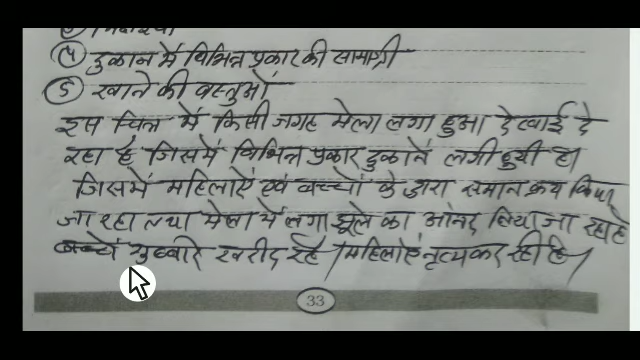 ④ दुकान में विभिन्न प्रकार की सामाग्री
⑤ खाने की वस्तुओं
इस चित्र में किसी जगह मेला लगा हुआ देखाई दे
रहा है जिसमें विभिन्न प्रकार दुकाने लगी हुयी है।
जिसमें महिलाऐं एवं बच्चों के द्वारा समान क्रय किया
जा रहा तथा मेला में लगा झूले का आंनद लिया जा रहा है
बच्चें गुब्बारे खरीद रहे / महिलाऐं नृत्य कर रही है /
33